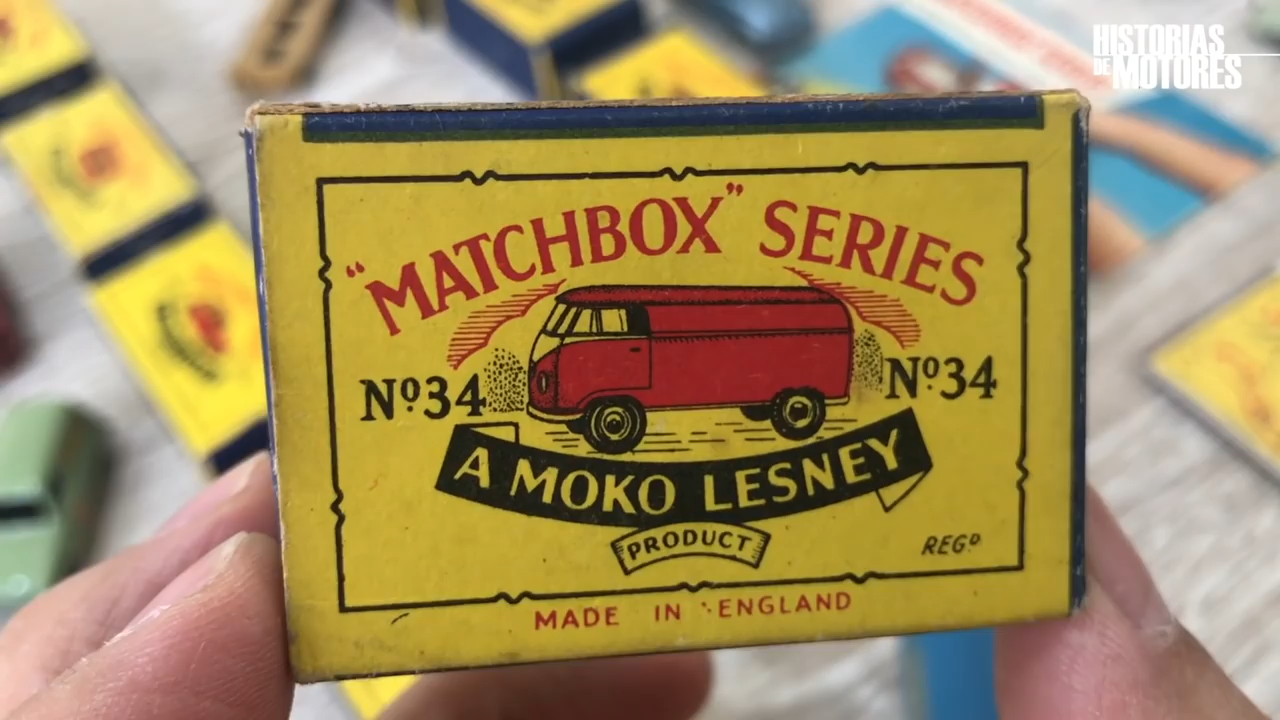 HISTORIAS
DE MOTORES
"MATCHBOX" SERIES
Nº34
Nº34
A MOKO LESNEY
PRODUCT
REGD
MADE IN ENGLAND